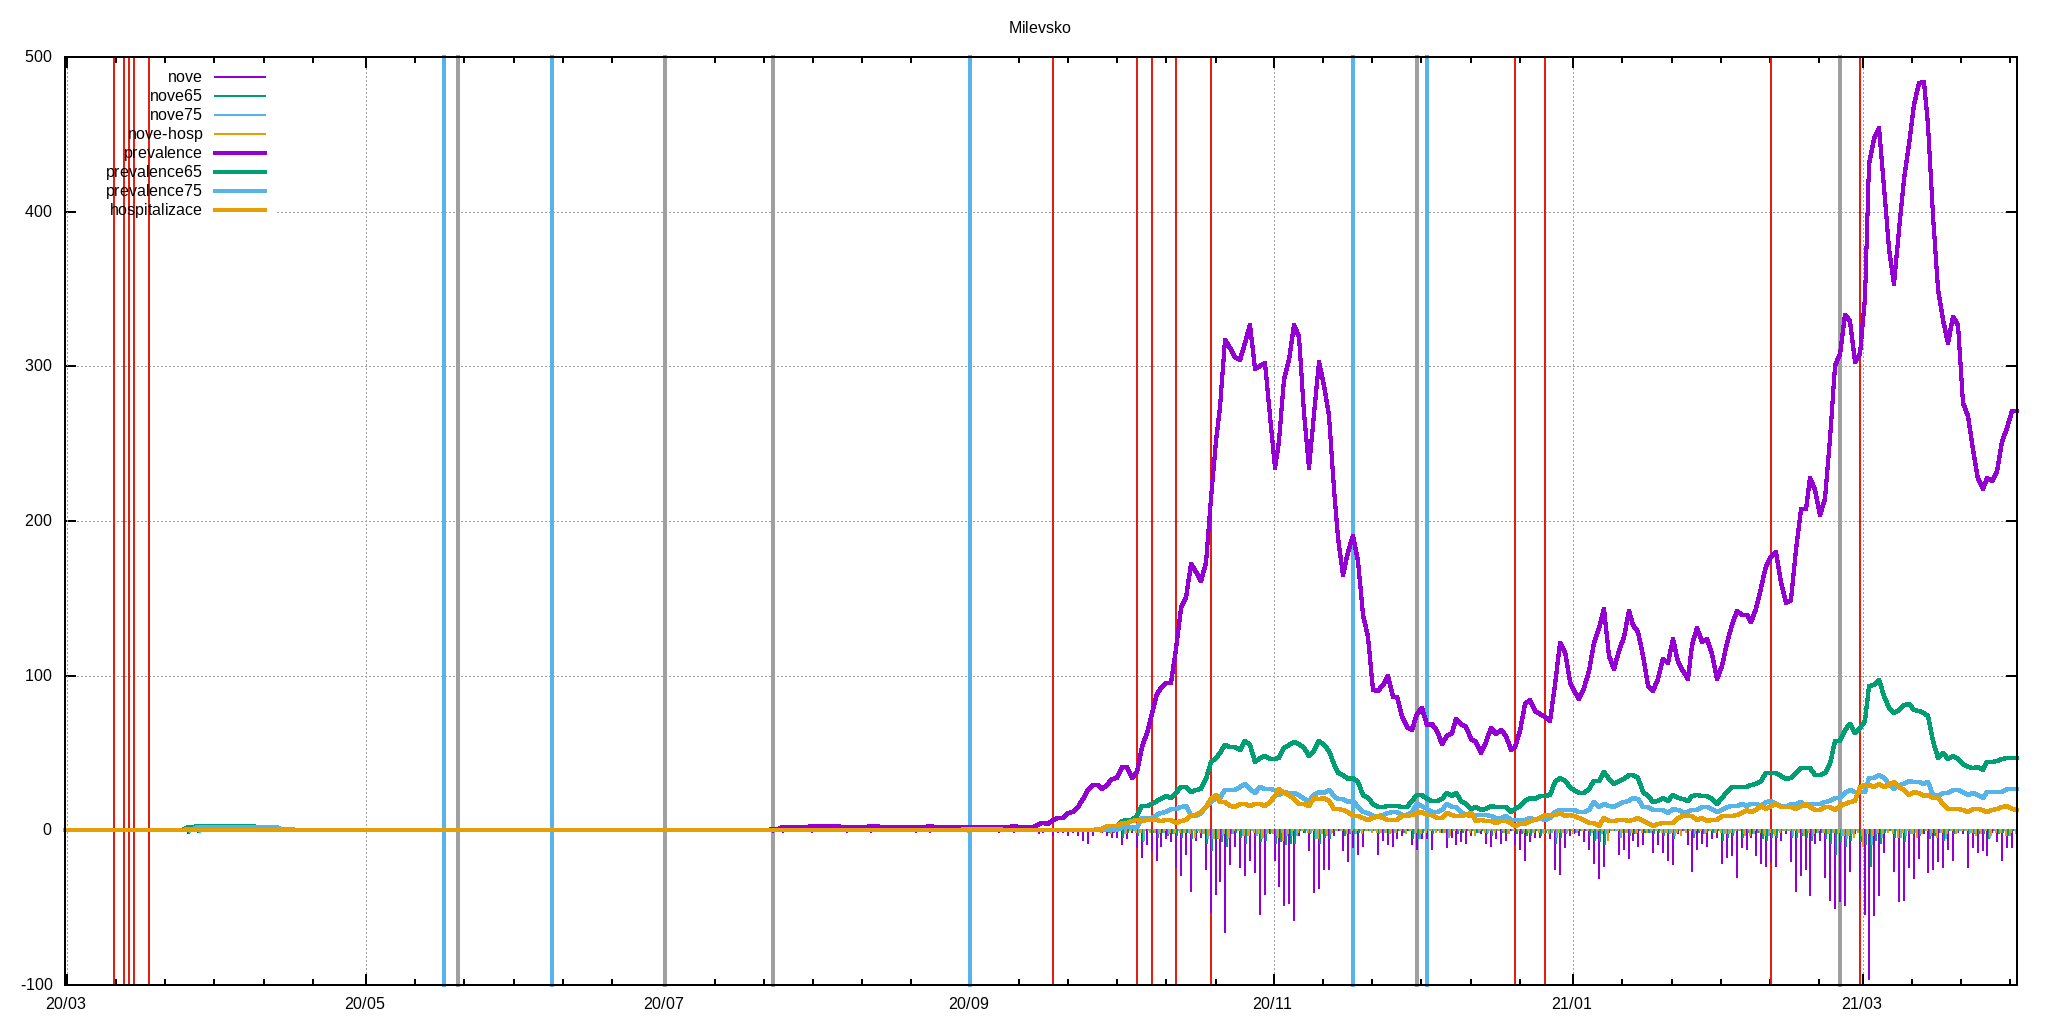 Milevsko
500
400
300
200
100
0
-100
nove
nove65
nove75
nove-hosp
prevalence
prevalence65
prevalence75
hospitalizace
20/03 20/05 20/07 20/09 20/11 21/01 21/03